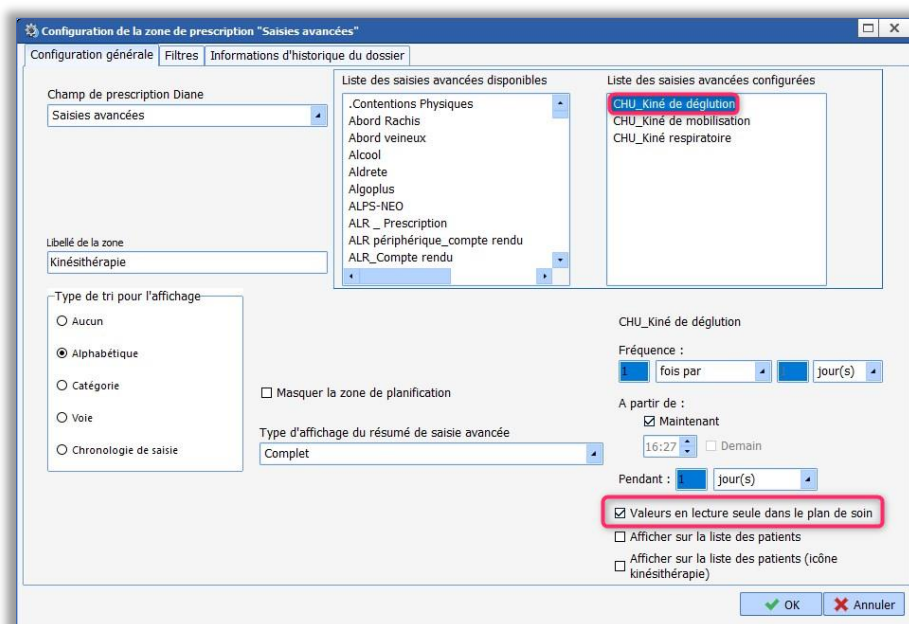 Configuration de la zone de prescription "Saisies avancées"
Configuration générale Filtres Informations d'historique du dossier
Champ de prescription Diane
Saisies avancées
Libellé de la zone
Kinésithérapie
Liste des saisies avancées disponibles
.Contentions Physiques
Abord Rachis
Abord veineux
Alcool
Aldrete
Algoplus
ALPS-NEO
ALR _ Prescription
ALR périphérique_compte rendu
ALR_Compte rendu
Liste des saisies avancées configurées
CHU_Kiné de déglution
CHU_Kiné de mobilisation
CHU_Kiné respiratoire
Type de tri pour l'affichage
Aucun
Alphabétique
Catégorie
Voie
Chronologie de saisie
Masquer la zone de planification
Type d'affichage du résumé de saisie avancée
Complet
CHU_Kiné de déglution
Fréquence :
1 fois par 1 jour(s)
A partir de :
Maintenant
16:27 Demain
Pendant : 1 jour(s)
Valeurs en lecture seule dans le plan de soin
Afficher sur la liste des patients
Afficher sur la liste des patients (icône
kinésithérapie)
OK Annuler